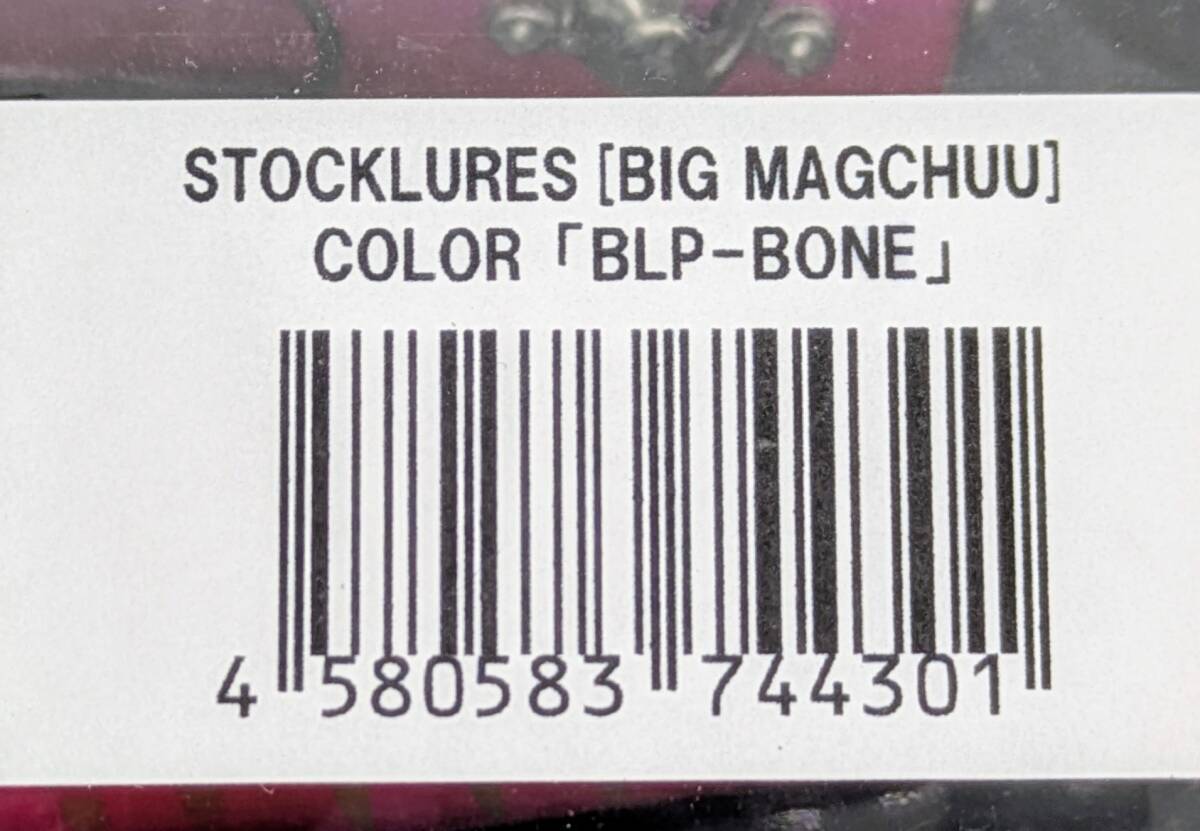 STOCKLURES [BIG MAGCHUU]
COLOR「BLP-BONE」
4 580583 744301